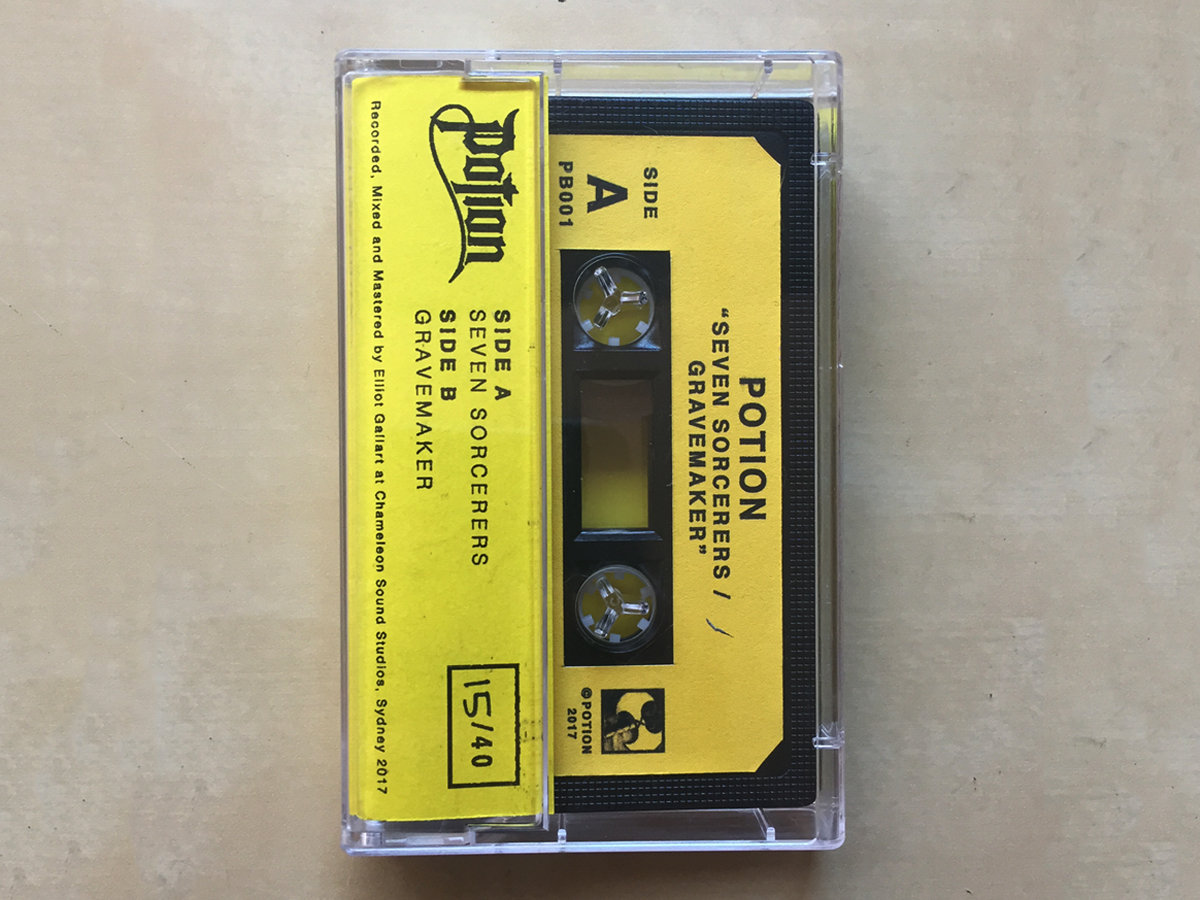 Potion
SIDE A
SEVEN SORCERERS
SIDE B
GRAVEMAKER
15/40
Recorded, Mixed and Mastered by Elliot Gallart at Chameleon Sound Studios, Sydney 2017
POTION
“SEVEN SORCERERS /
GRAVEMAKER”
SIDE
A
PB001
©POTION
2017